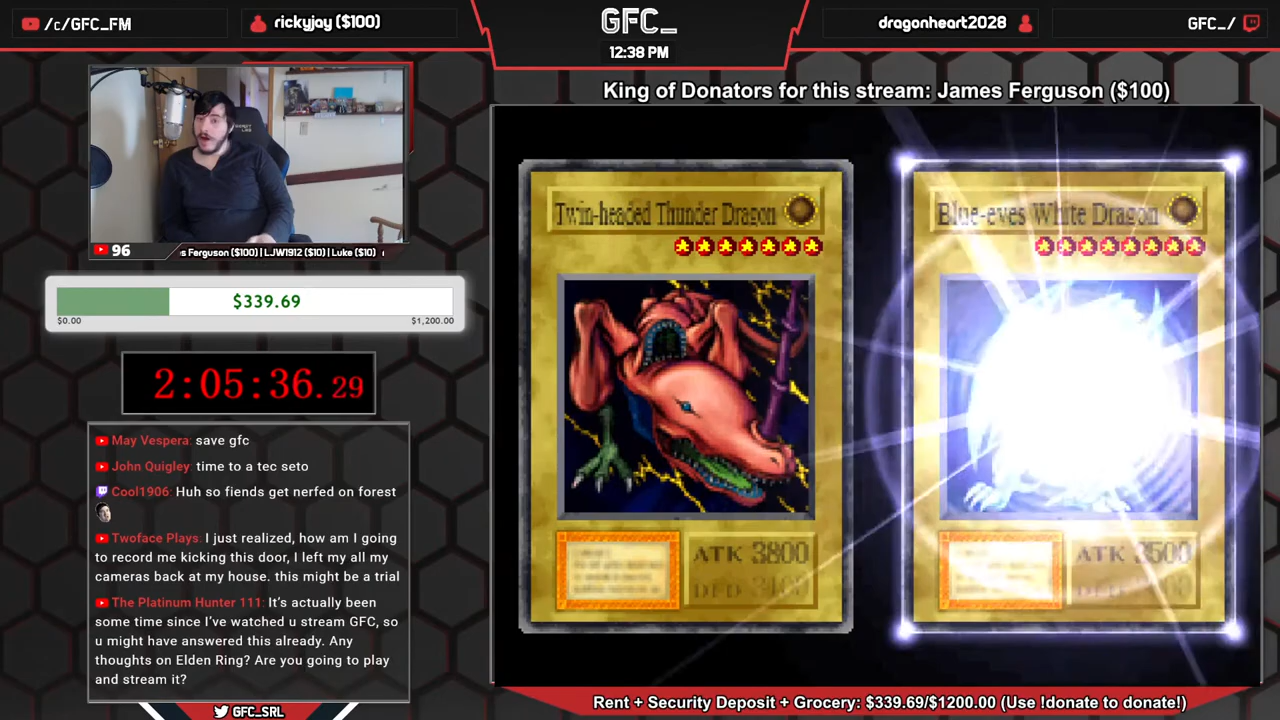 /c/GFC_FM
rickyjay ($100)
GFC_
12:38 PM
dragonheart2028
GFC_/
King of Donators for this stream: James Ferguson ($100)
96
s Ferguson ($100) | LJW1912 ($10) | Luke ($10)
$339.69
$0.00
$1,200.00
2:05:36.29
May Vespera: save gfc
John Quigley: time to a tec seto
Cool1906: Huh so fiends get nerfed on forest
Twoface Plays: I just realized, how am I going
to record me kicking this door, I left my all my
cameras back at my house. this might be a trial
The Platinum Hunter 111: It's actually been
some time since I've watched u stream GFC, so
u might have answered this already. Any
thoughts on Elden Ring? Are you going to play
and stream it?
GFC_SRL
Twin-headed Thunder Dragon
ATK 3800
Blue-eyes White Dragon
ATK 3500
Rent + Security Deposit + Grocery: $339.69/$1200.00 (Use !donate to donate!)